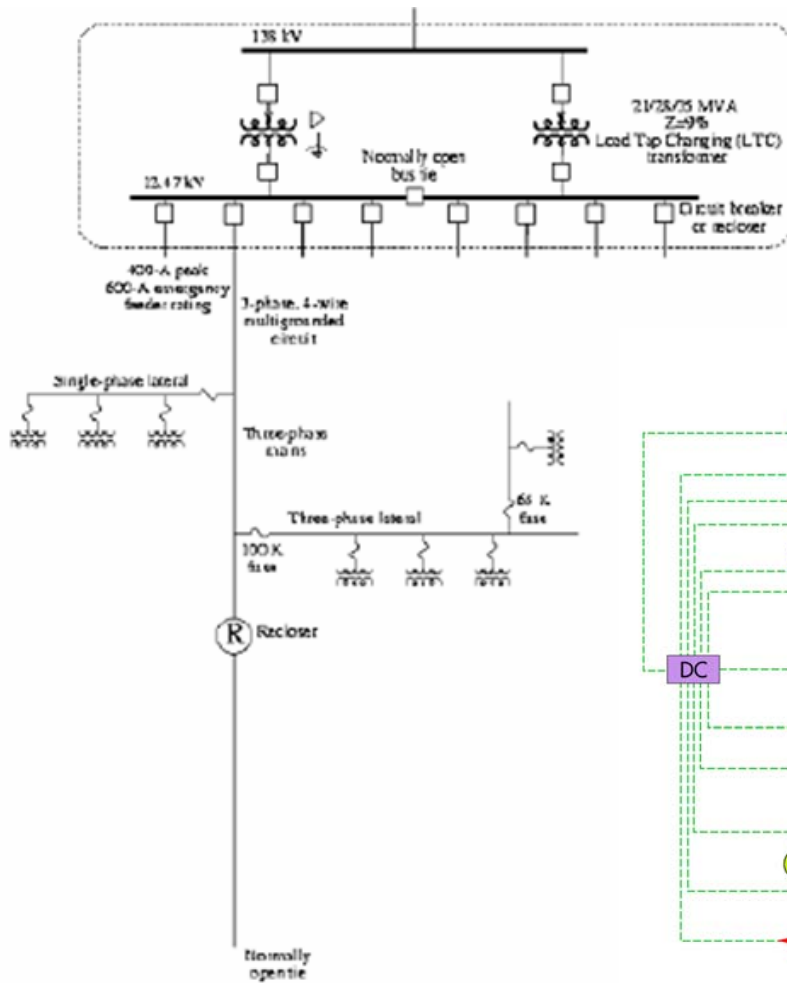 138 kV
21/28/35 MVA
Z=9%
Load Tap Changing (LTC)
transformer
Normally open
bus tie
12.47 kV
Circuit breaker
or recloser
400-A peak
600-A emergency
feeder rating
3-phase, 4-wire
multigrounded
circuit
Single-phase lateral
Three-phase
mains
65 K
fuse
Three-phase lateral
100 K
fuse
R
Recloser
DC
Normally
open tie